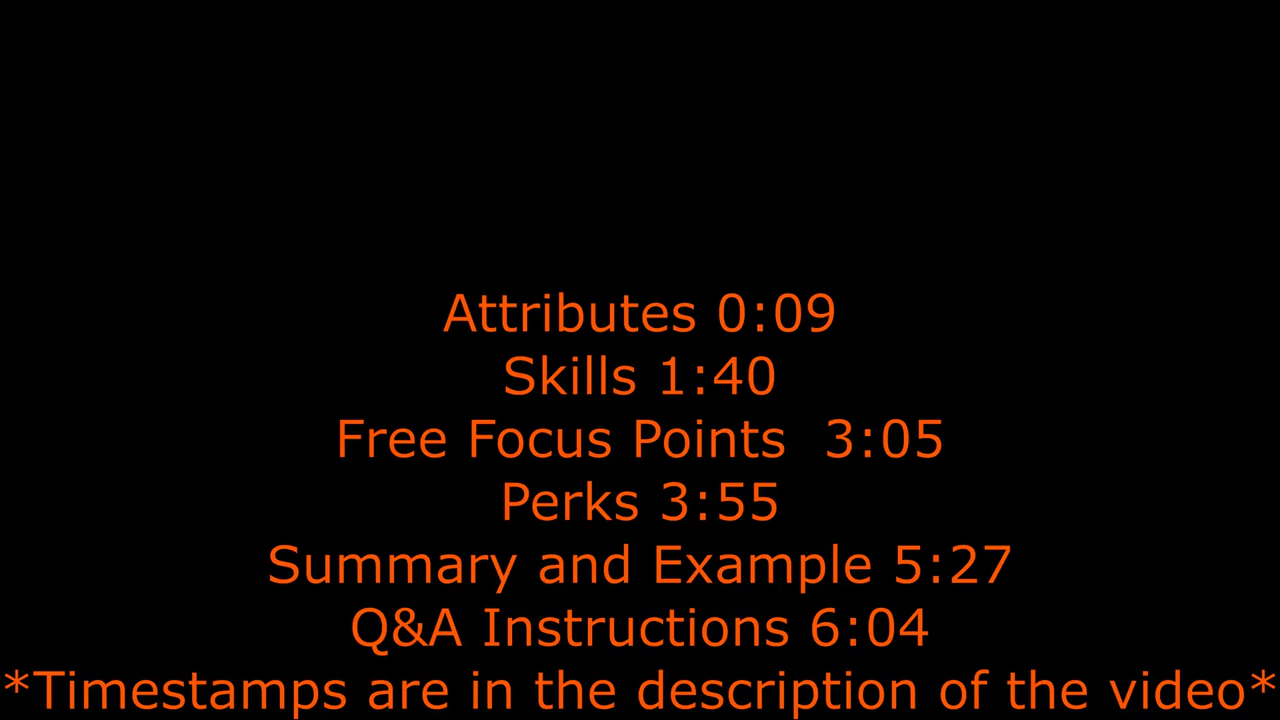 Attributes 0:09
Skills 1:40
Free Focus Points  3:05
Perks 3:55
Summary and Example 5:27
Q&A Instructions 6:04
*Timestamps are in the description of the video*